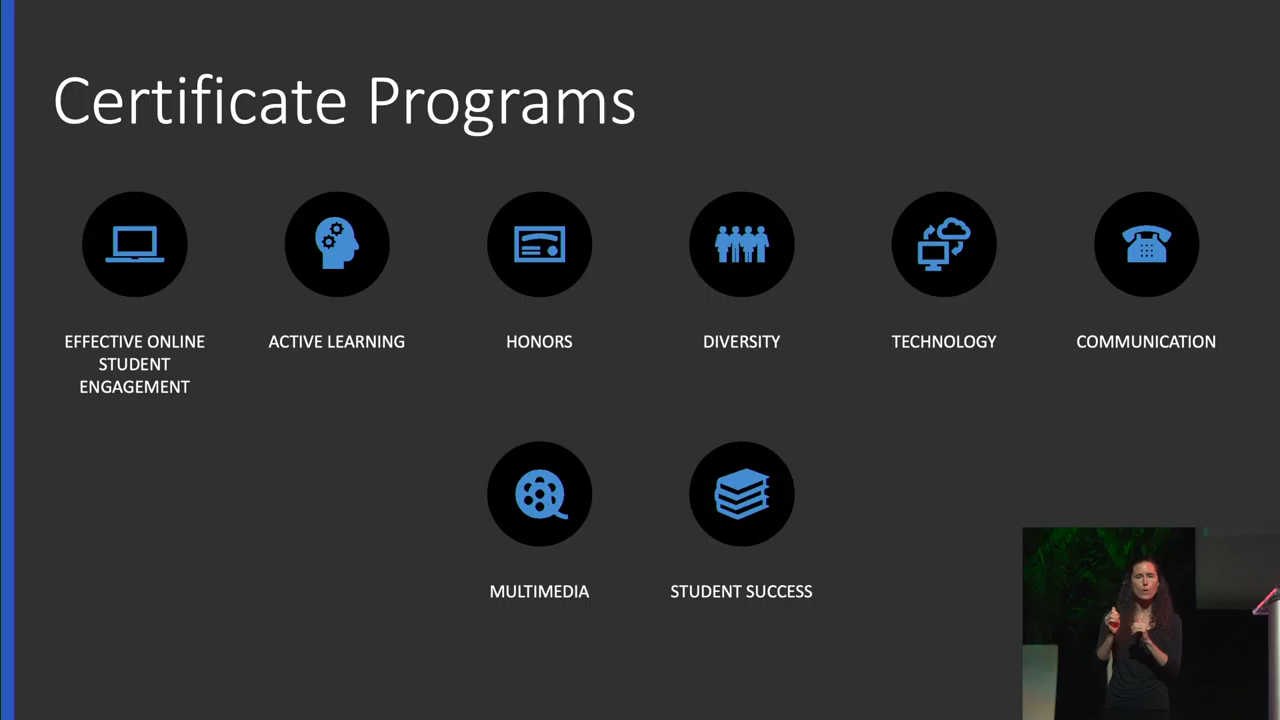 Certificate Programs
EFFECTIVE ONLINE
STUDENT
ENGAGEMENT
ACTIVE LEARNING
HONORS
DIVERSITY
TECHNOLOGY
COMMUNICATION
MULTIMEDIA
STUDENT SUCCESS